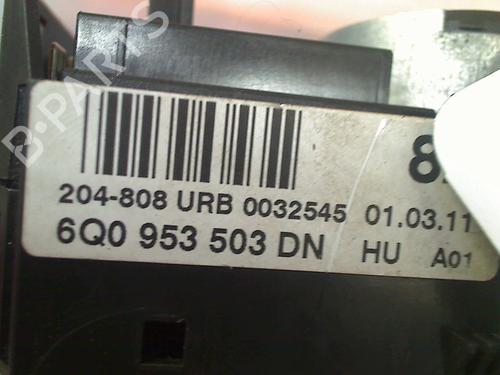 B-PARTS
204-808 URB 0032545 01.03.11
6Q0 953 503 DN HU A01